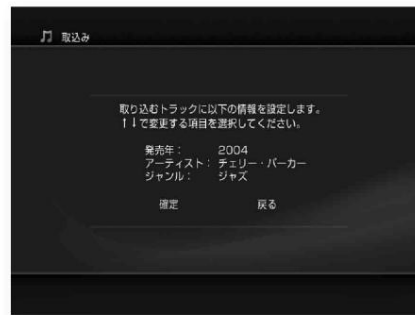 取込み
取り込むトラックに以下の情報を設定します。
↑↓で変更する項目を選択してください。
発売年： 2004
アーティスト： チェリー・パーカー
ジャンル： ジャズ
確定 戻る